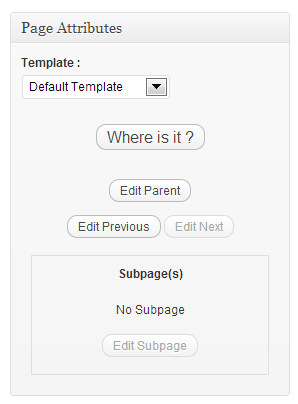 Page Attributes
Template :
Default Template
Where is it ?
Edit Parent
Edit Previous Edit Next
Subpage(s)
No Subpage
Edit Subpage